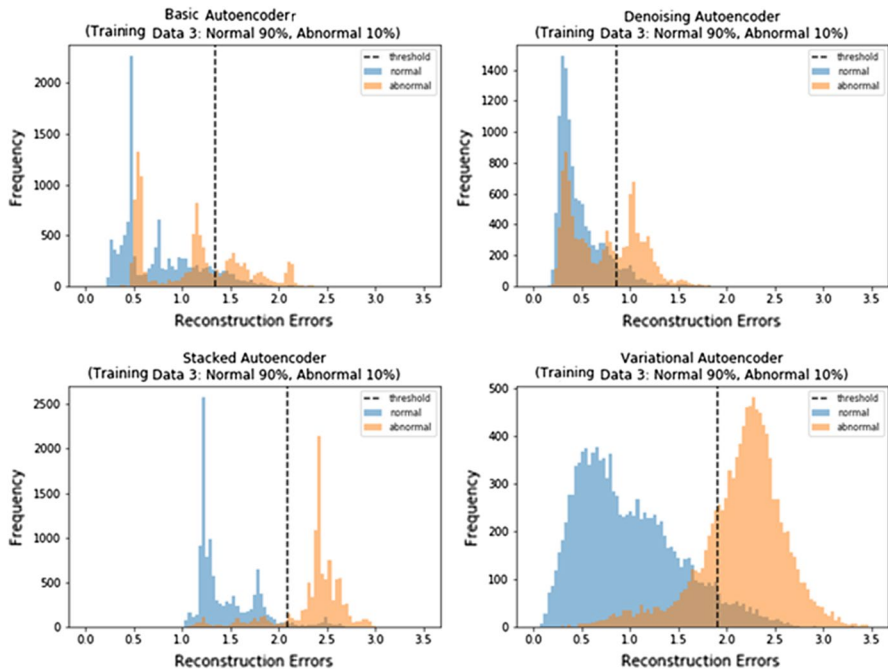 Basic Autoencoderr
(Training Data 3: Normal 90%, Abnormal 10%)
threshold
normal
abnormal
2000
1500
1000
500
0
Frequency
0.0 0.5 1.0 1.5 2.0 2.5 3.0 3.5
Reconstruction Errors
Denoising Autoencoder
(Training Data 3: Normal 90%, Abnormal 10%)
threshold
normal
abnormal
1400
1200
1000
800
600
400
200
0
Frequency
0.0 0.5 1.0 1.5 2.0 2.5 3.0 3.5
Reconstruction Errors
Stacked Autoencoder
(Training Data 3: Normal 90%, Abnormal 10%)
threshold
normal
abnormal
2500
2000
1500
1000
500
0
Frequency
0.0 0.5 1.0 1.5 2.0 2.5 3.0 3.5
Reconstruction Errors
Variational Autoencoder
(Training Data 3: Normal 90%, Abnormal 10%)
threshold
normal
abnormal
500
400
300
200
100
0
Frequency
0.0 0.5 1.0 1.5 2.0 2.5 3.0 3.5
Reconstruction Errors